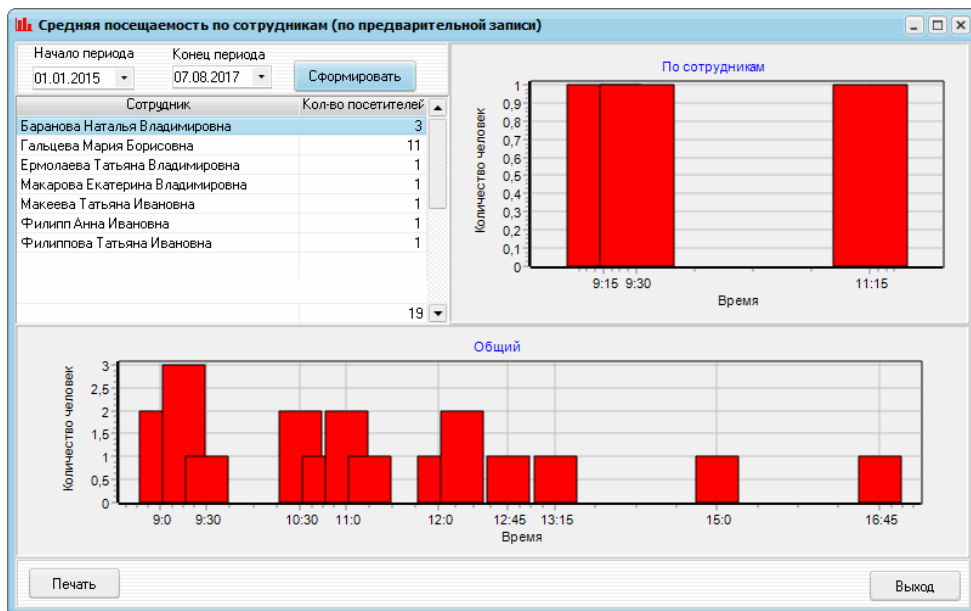 Средняя посещаемость по сотрудникам (по предварительной записи)
Начало периода Конец периода
01.01.2015 07.08.2017 Сформировать
Сотрудник Кол-во посетителей
Баранова Наталья Владимировна 3
Гальцева Мария Борисовна 11
Ермолаева Татьяна Владимировна 1
Макарова Екатерина Владимировна 1
Макеева Татьяна Ивановна 1
Филипп Анна Ивановна 1
Филиппова Татьяна Ивановна 1
19
По сотрудникам
Количество человек
1
0,9
0,8
0,7
0,6
0,5
0,4
0,3
0,2
0,1
0
9:15 9:30 11:15
Время
Общий
Количество человек
3
2,5
2
1,5
1
0,5
0
9:0 9:30 10:30 11:0 12:0 12:45 13:15 15:0 16:45
Время
Печать Выход